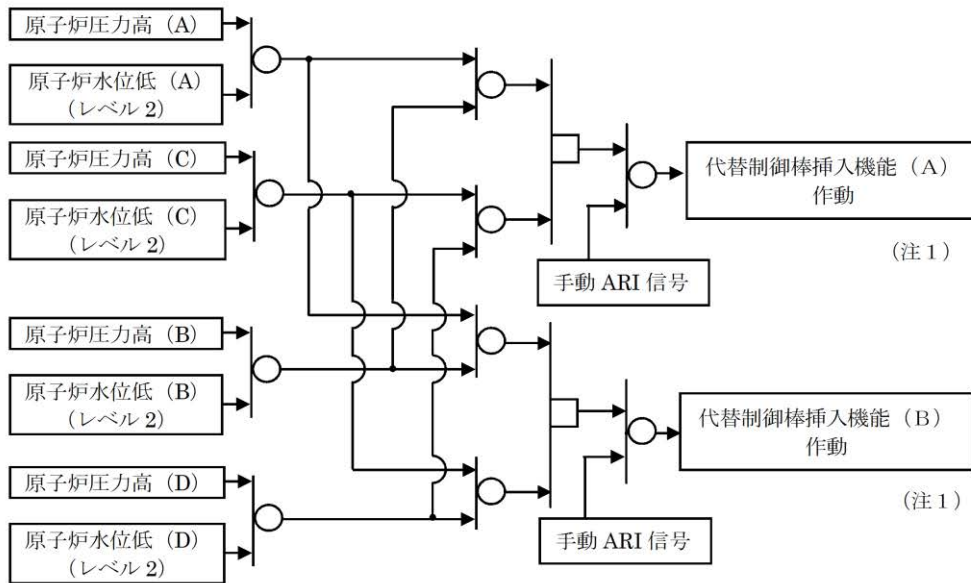 原子炉圧力高（A）
原子炉水位低（A）
（レベル 2）
原子炉圧力高（C）
原子炉水位低（C）
（レベル 2）
代替制御棒挿入機能（A）
作動
（注１）
手動 ARI 信号
原子炉圧力高（B）
原子炉水位低（B）
（レベル 2）
代替制御棒挿入機能（B）
作動
（注１）
原子炉圧力高（D）
原子炉水位低（D）
（レベル 2）
手動 ARI 信号